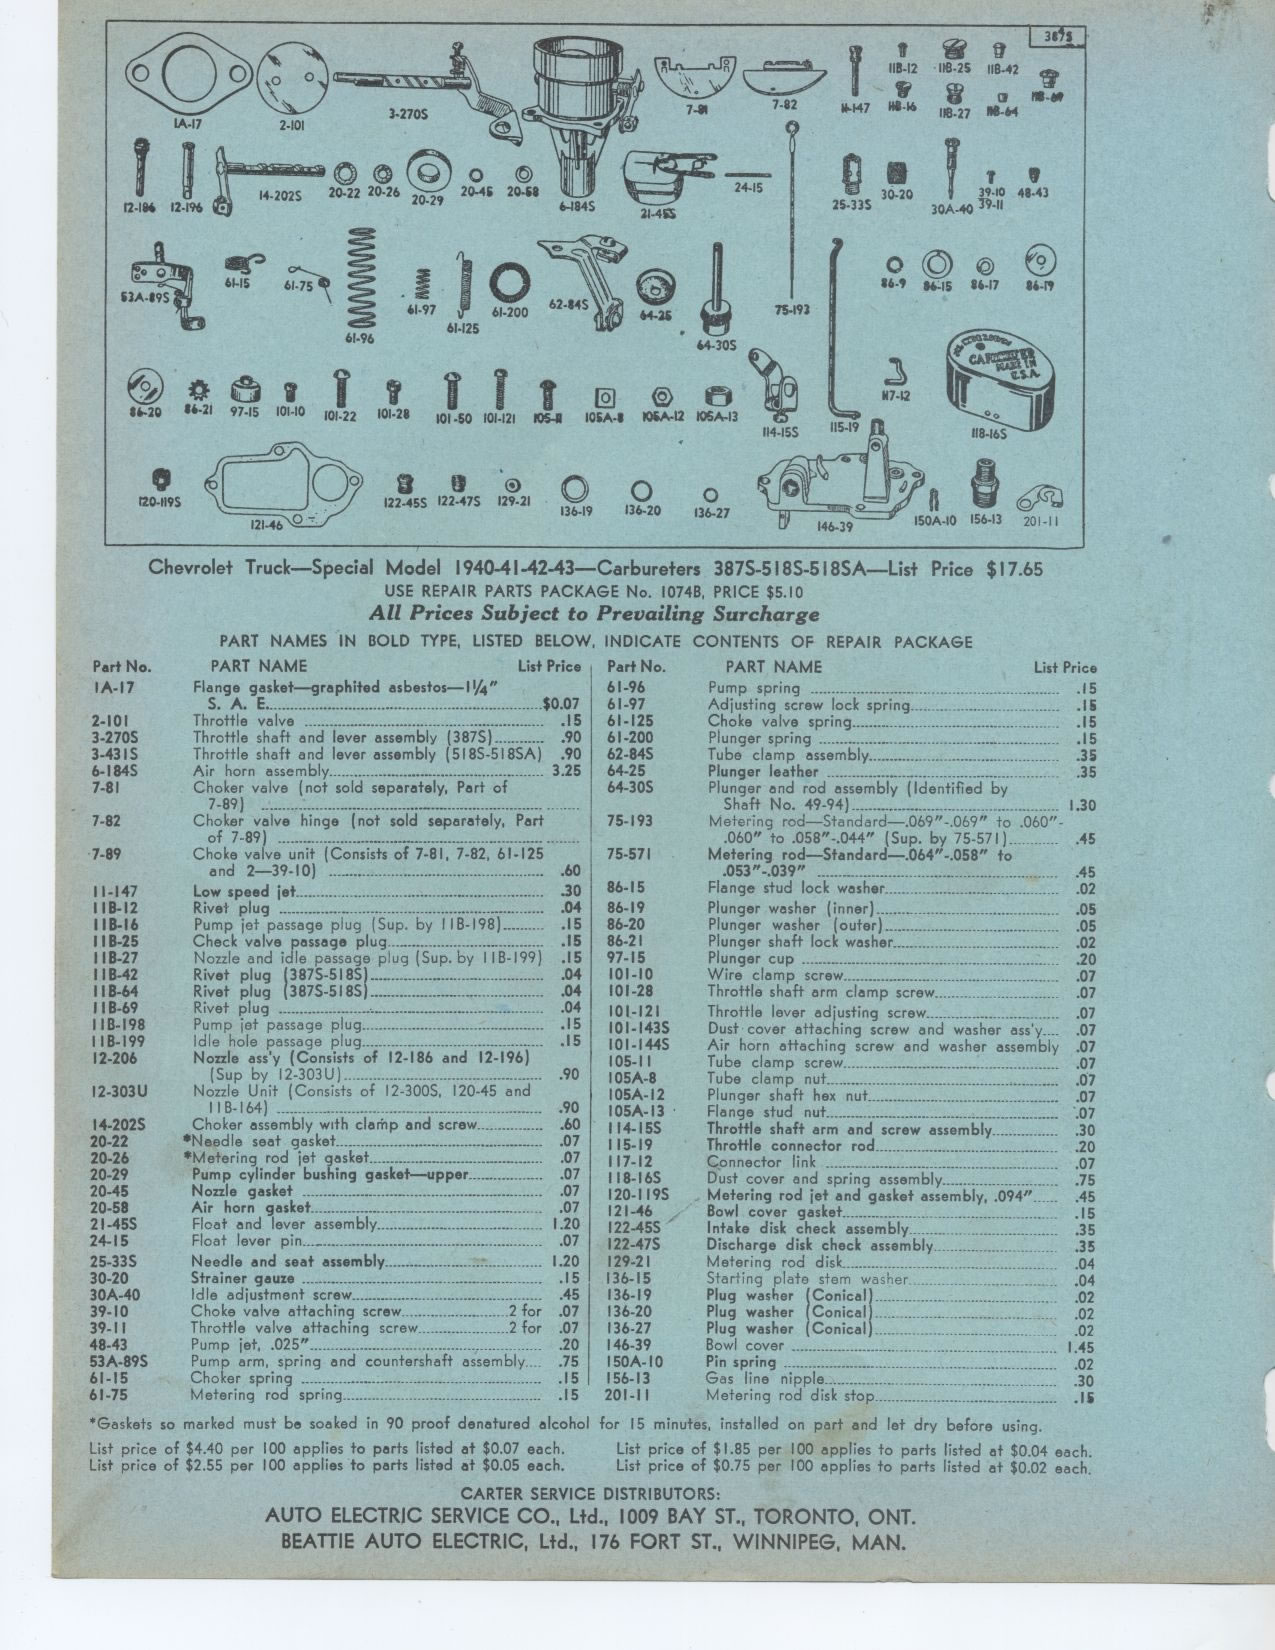 387S
1A-17
2-101
3-270S
6-184S
7-81
7-82
11-147
11B-12
11B-25
11B-42
11B-16
11B-27
11B-64
11B-69
12-186
12-196
14-202S
20-22
20-26
20-29
20-45
20-58
21-45S
24-15
25-33S
30-20
30A-40
39-10
39-11
48-43
53A-89S
61-15
61-75
61-96
61-97
61-125
61-200
62-84S
64-25
64-30S
75-193
86-9
86-15
86-17
86-19
86-20
86-21
97-15
101-10
101-22
101-28
101-50
101-121
105-11
105A-8
105A-12
105A-13
114-15S
115-19
117-12
CARBURETER
MADE IN
U.S.A.
118-16S
120-119S
121-46
122-45S
122-47S
129-21
136-19
136-20
136-27
146-39
150A-10
156-13
201-11
Chevrolet Truck—Special Model 1940-41-42-43—Carbureters 387S-518S-518SA—List Price $17.65
USE REPAIR PARTS PACKAGE No. 1074B, PRICE $5.10
All Prices Subject to Prevailing Surcharge
PART NAMES IN BOLD TYPE, LISTED BELOW, INDICATE CONTENTS OF REPAIR PACKAGE
Part No. PART NAME List Price
1A-17 Flange gasket—graphited asbestos—1¼"
S. A. E. $0.07
2-101 Throttle valve .15
3-270S Throttle shaft and lever assembly (387S) .90
3-431S Throttle shaft and lever assembly (518S-518SA) .90
6-184S Air horn assembly 3.25
7-81 Choker valve (not sold separately, Part of
7-89)
7-82 Choker valve hinge (not sold separately, Part
of 7-89)
7-89 Choke valve unit (Consists of 7-81, 7-82, 61-125
and 2—39-10) .60
11-147 Low speed jet .30
11B-12 Rivet plug .04
11B-16 Pump jet passage plug (Sup. by 11B-198) .15
11B-25 Check valve passage plug .15
11B-27 Nozzle and idle passage plug (Sup. by 11B-199) .15
11B-42 Rivet plug (387S-518S) .04
11B-64 Rivet plug (387S-518S) .04
11B-69 Rivet plug .04
11B-198 Pump jet passage plug .15
11B-199 Idle hole passage plug .15
12-206 Nozzle ass'y (Consists of 12-186 and 12-196)
(Sup by 12-303U) .90
12-303U Nozzle Unit (Consists of 12-300S, 120-45 and
11B-164) .90
14-202S Choker assembly with clamp and screw .60
20-22 *Needle seat gasket .07
20-26 *Metering rod jet gasket .07
20-29 Pump cylinder bushing gasket—upper .07
20-45 Nozzle gasket .07
20-58 Air horn gasket .07
21-45S Float and lever assembly 1.20
24-15 Float lever pin .07
25-33S Needle and seat assembly 1.20
30-20 Strainer gauze .15
30A-40 Idle adjustment screw .45
39-10 Choke valve attaching screw 2 for .07
39-11 Throttle valve attaching screw 2 for .07
48-43 Pump jet, .025" .20
53A-89S Pump arm, spring and countershaft assembly .75
61-15 Choker spring .15
61-75 Metering rod spring .15
Part No. PART NAME List Price
61-96 Pump spring .15
61-97 Adjusting screw lock spring .15
61-125 Choke valve spring .15
61-200 Plunger spring .15
62-84S Tube clamp assembly .35
64-25 Plunger leather .35
64-30S Plunger and rod assembly (Identified by
Shaft No. 49-94) 1.30
75-193 Metering rod—Standard—.069"-.069" to .060"-
.060" to .058"-.044" (Sup. by 75-571) .45
75-571 Metering rod—Standard—.064"-.058" to
.053"-.039" .45
86-15 Flange stud lock washer .02
86-19 Plunger washer (inner) .05
86-20 Plunger washer (outer) .05
86-21 Plunger shaft lock washer .02
97-15 Plunger cup .20
101-10 Wire clamp screw .07
101-28 Throttle shaft arm clamp screw .07
101-121 Throttle lever adjusting screw .07
101-143S Dust cover attaching screw and washer ass'y .07
101-144S Air horn attaching screw and washer assembly .07
105-11 Tube clamp screw .07
105A-8 Tube clamp nut .07
105A-12 Plunger shaft hex nut .07
105A-13 Flange stud nut .07
114-15S Throttle shaft arm and screw assembly .30
115-19 Throttle connector rod .20
117-12 Connector link .07
118-16S Dust cover and spring assembly .75
120-119S Metering rod jet and gasket assembly, .094" .45
121-46 Bowl cover gasket .15
122-45S Intake disk check assembly .35
122-47S Discharge disk check assembly .35
129-21 Metering rod disk .04
136-15 Starting plate stem washer .04
136-19 Plug washer (Conical) .02
136-20 Plug washer (Conical) .02
136-27 Plug washer (Conical) .02
146-39 Bowl cover 1.45
150A-10 Pin spring .02
156-13 Gas line nipple .30
201-11 Metering rod disk stop .15
*Gaskets so marked must be soaked in 90 proof denatured alcohol for 15 minutes, installed on part and let dry before using.
List price of $4.40 per 100 applies to parts listed at $0.07 each. List price of $1.85 per 100 applies to parts listed at $0.04 each.
List price of $2.55 per 100 applies to parts listed at $0.05 each. List price of $0.75 per 100 applies to parts listed at $0.02 each.
CARTER SERVICE DISTRIBUTORS:
AUTO ELECTRIC SERVICE CO., Ltd., 1009 BAY ST., TORONTO, ONT.
BEATTIE AUTO ELECTRIC, Ltd., 176 FORT ST., WINNIPEG, MAN.